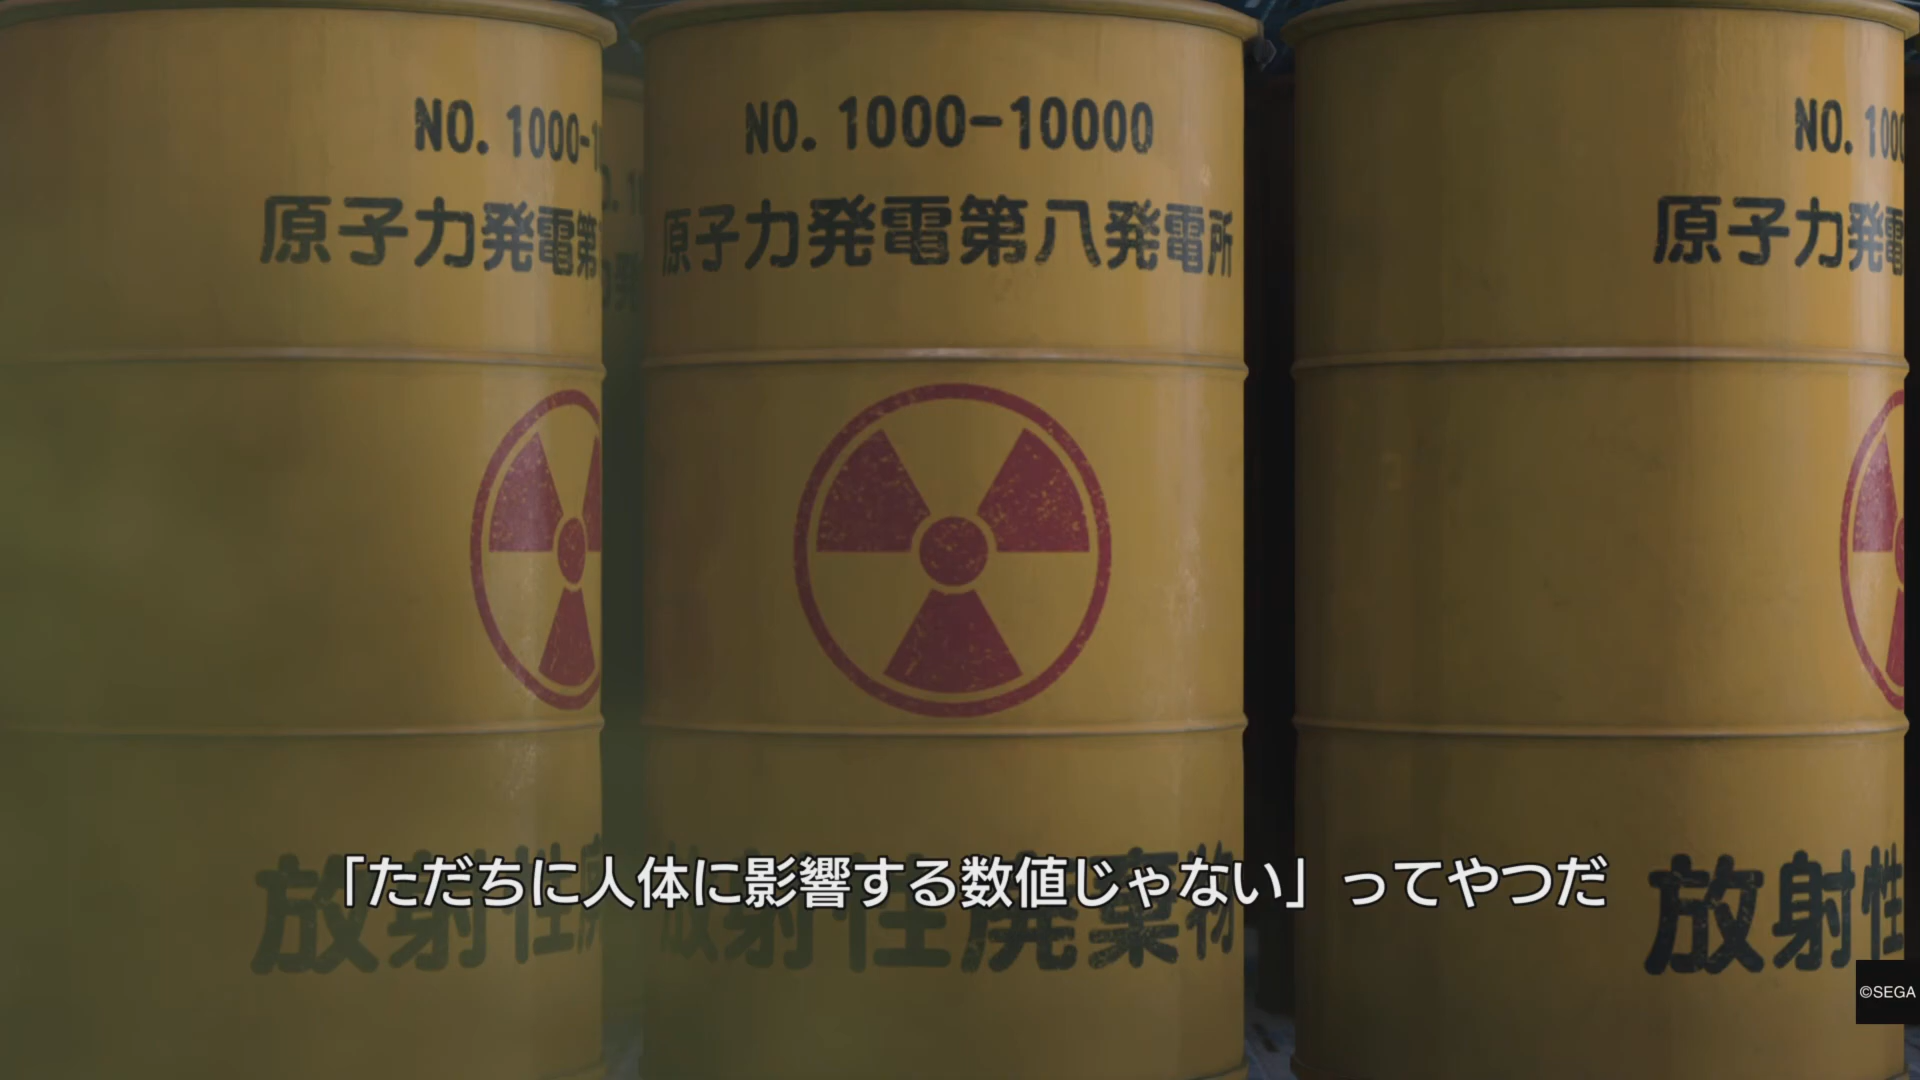 NO. 1000-1
原子力発電第
放射性廃
NO. 1000-10000
原子力発電第八発電所
放射性廃棄物
NO. 1000
原子力発電
放射性
「ただちに人体に影響する数値じゃない」ってやつだ
©SEGA